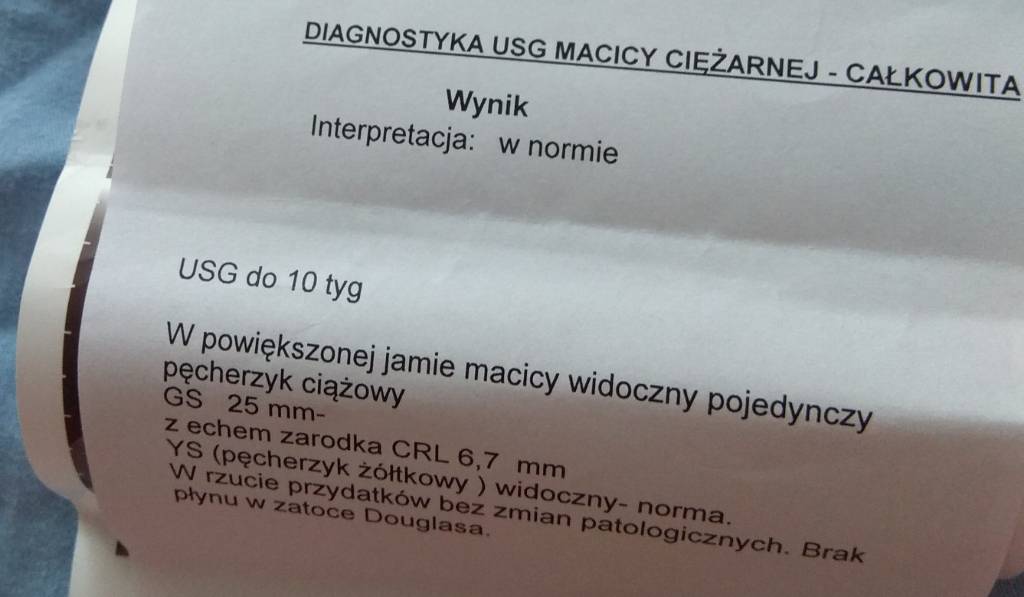 DIAGNOSTYKA USG MACICY CIĘŻARNEJ - CAŁKOWITA
Wynik
Interpretacja: w normie
USG do 10 tyg
W powiększonej jamie macicy widoczny pojedynczy
pęcherzyk ciążowy
GS 25 mm-
z echem zarodka CRL 6,7 mm
YS (pęcherzyk żółtkowy ) widoczny- norma.
W rzucie przydatków bez zmian patologicznych. Brak
płynu w zatoce Douglasa.